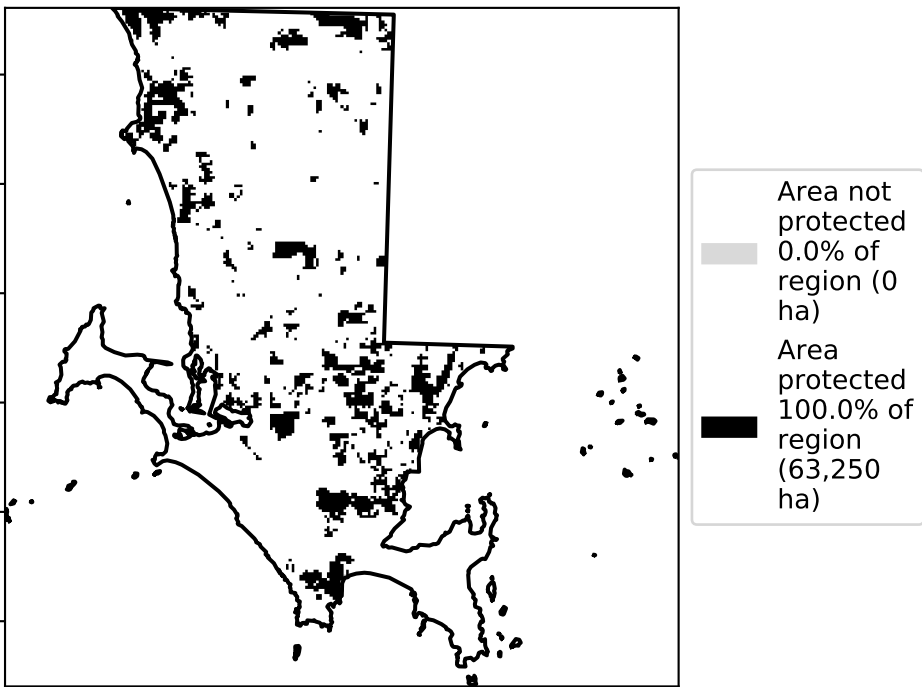 Area not
protected
0.0% of
region (0
ha)
Area
protected
100.0% of
region
(63,250
ha)